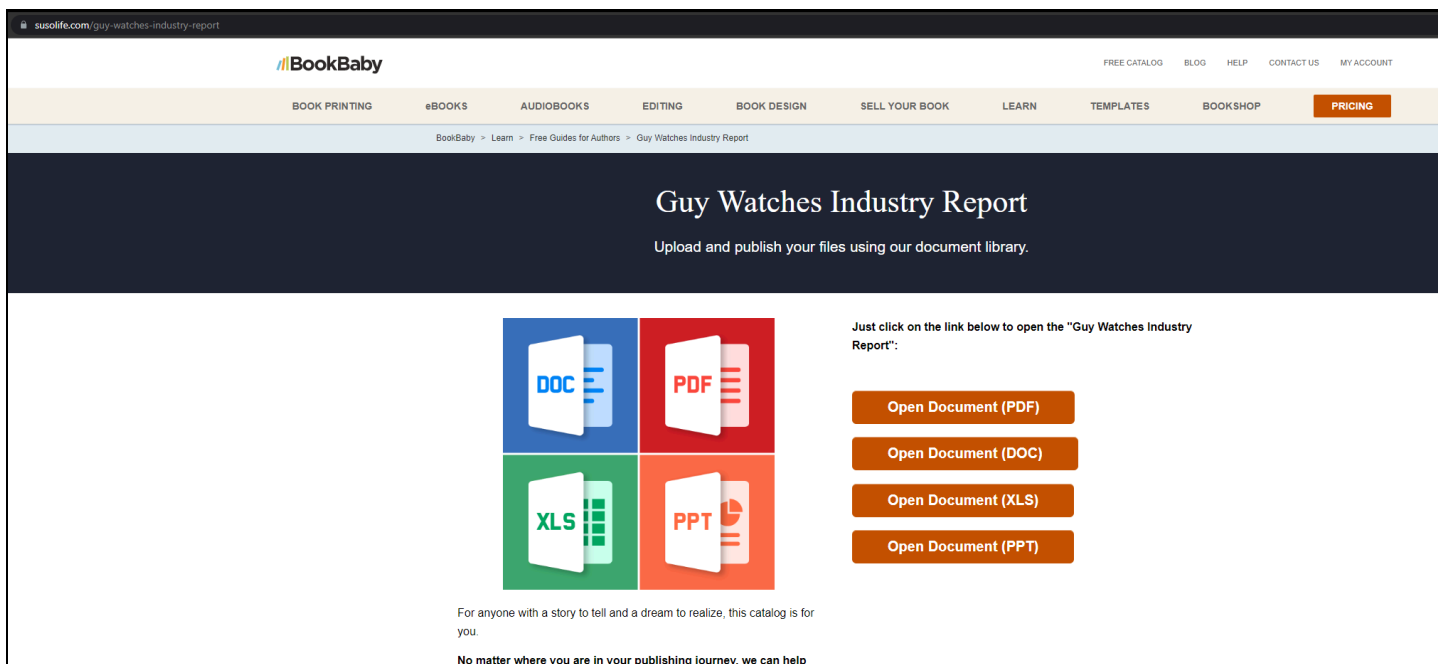 susolife.com/guy-watches-industry-report
BookBaby
FREE CATALOG BLOG HELP CONTACT US MY ACCOUNT
BOOK PRINTING eBOOKS AUDIOBOOKS EDITING BOOK DESIGN SELL YOUR BOOK LEARN TEMPLATES BOOKSHOP PRICING
BookBaby > Learn > Free Guides for Authors > Guy Watches Industry Report
Guy Watches Industry Report
Upload and publish your files using our document library.
DOC PDF
XLS PPT
For anyone with a story to tell and a dream to realize, this catalog is for
you.
No matter where you are in your publishing journey, we can help
Just click on the link below to open the "Guy Watches Industry
Report":
Open Document (PDF)
Open Document (DOC)
Open Document (XLS)
Open Document (PPT)